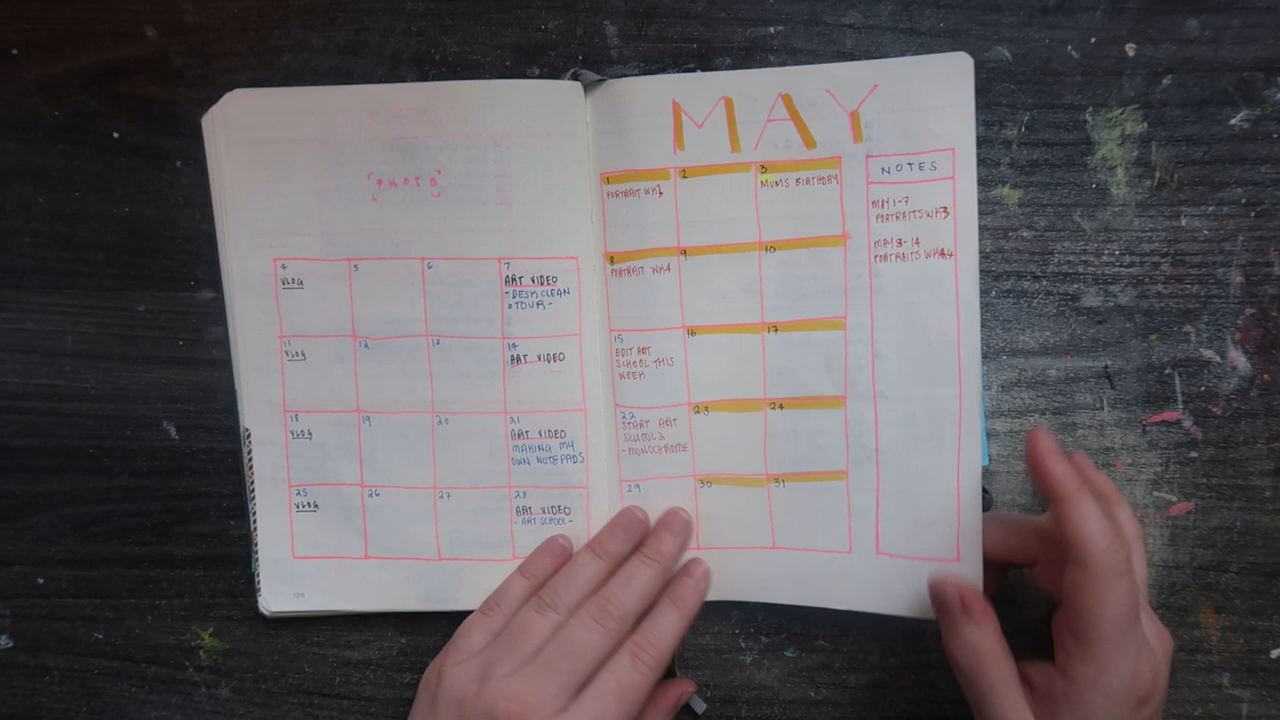 PHOTO
4
VLOG
5
6
7
ART VIDEO
- DESK CLEAN
+ TOUR -
11
VLOG
12
13
14
ART VIDEO
18
VLOG
19
20
21
ART VIDEO
MAKING MY
OWN NOTEPADS
25
VLOG
26
27
28
ART VIDEO
- ART SCHOOL -
MAY
1
PORTRAIT WK3
2
3
MUMS BIRTHDAY
8
PORTRAIT WK4
9
10
15
EDIT ART
SCHOOL THIS
WEEK
16
17
22
START ART
SCHOOL 2
- MONOCHROME
23
24
29
30
31
NOTES
MAY 1-7
PORTRAITS WK3
MAY 8-14
PORTRAITS WK4